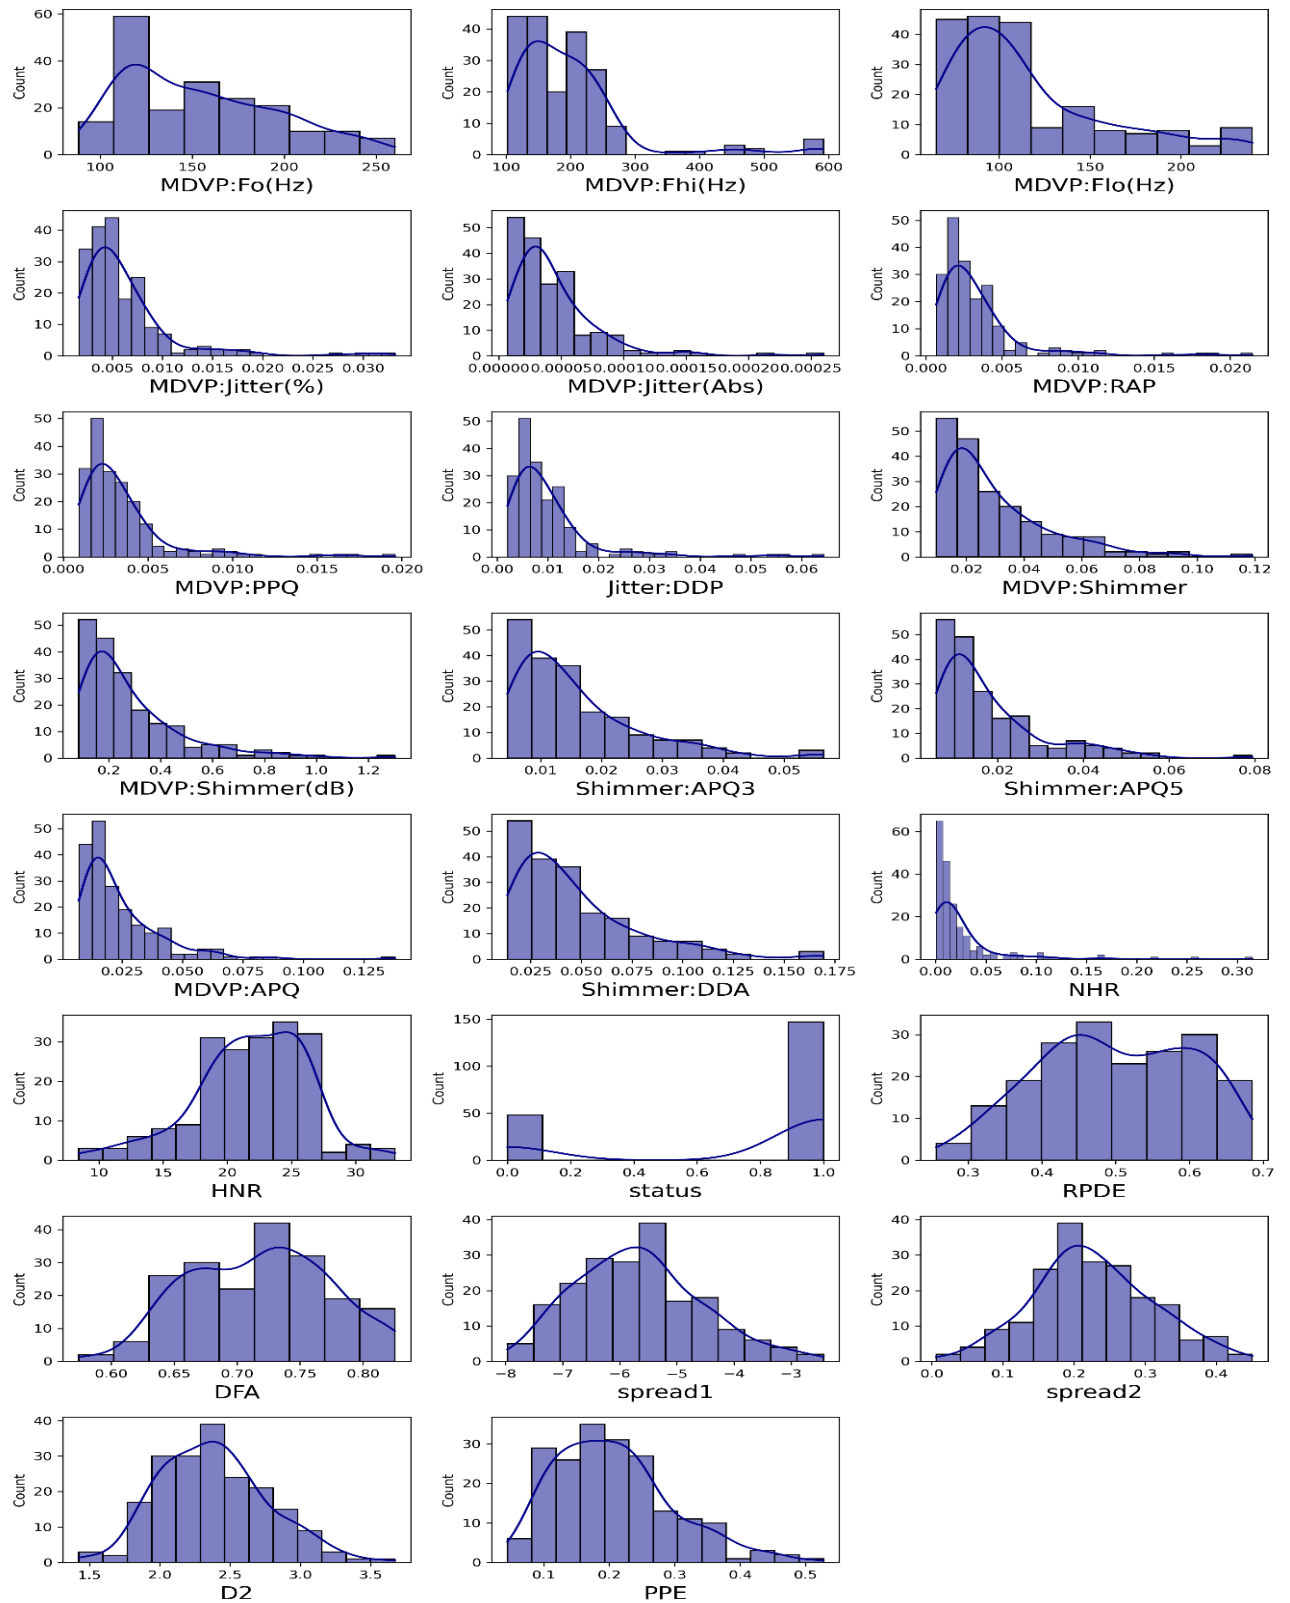 60
40
20
0
Count
100 150 200 250
MDVP:Fo(Hz)
40
30
20
10
0
Count
100 200 300 400 500 600
MDVP:Fhi(Hz)
40
30
20
10
0
Count
100 150 200
MDVP:Flo(Hz)
40
30
20
10
0
Count
0.005 0.010 0.015 0.020 0.025 0.030
MDVP:Jitter(%)
50
40
30
20
10
0
Count
0.00000 0.00005 0.00010 0.00015 0.00020 0.00025
MDVP:Jitter(Abs)
50
40
30
20
10
0
Count
0.000 0.005 0.010 0.015 0.020
MDVP:RAP
50
40
30
20
10
0
Count
0.000 0.005 0.010 0.015 0.020
MDVP:PPQ
50
40
30
20
10
0
Count
0.00 0.01 0.02 0.03 0.04 0.05 0.06
Jitter:DDP
50
40
30
20
10
0
Count
0.02 0.04 0.06 0.08 0.10 0.12
MDVP:Shimmer
50
40
30
20
10
0
Count
0.2 0.4 0.6 0.8 1.0 1.2
MDVP:Shimmer(dB)
50
40
30
20
10
0
Count
0.01 0.02 0.03 0.04 0.05
Shimmer:APQ3
50
40
30
20
10
0
Count
0.02 0.04 0.06 0.08
Shimmer:APQ5
50
40
30
20
10
0
Count
0.025 0.050 0.075 0.100 0.125
MDVP:APQ
50
40
30
20
10
0
Count
0.025 0.050 0.075 0.100 0.125 0.150 0.175
Shimmer:DDA
60
40
20
0
Count
0.00 0.05 0.10 0.15 0.20 0.25 0.30
NHR
30
20
10
0
Count
10 15 20 25 30
HNR
150
100
50
0
Count
0.0 0.2 0.4 0.6 0.8 1.0
status
30
20
10
0
Count
0.3 0.4 0.5 0.6 0.7
RPDE
40
30
20
10
0
Count
0.60 0.65 0.70 0.75 0.80
DFA
40
30
20
10
0
Count
−8 −7 −6 −5 −4 −3
spread1
40
30
20
10
0
Count
0.0 0.1 0.2 0.3 0.4
spread2
40
30
20
10
0
Count
1.5 2.0 2.5 3.0 3.5
D2
30
20
10
0
Count
0.1 0.2 0.3 0.4 0.5
PPE